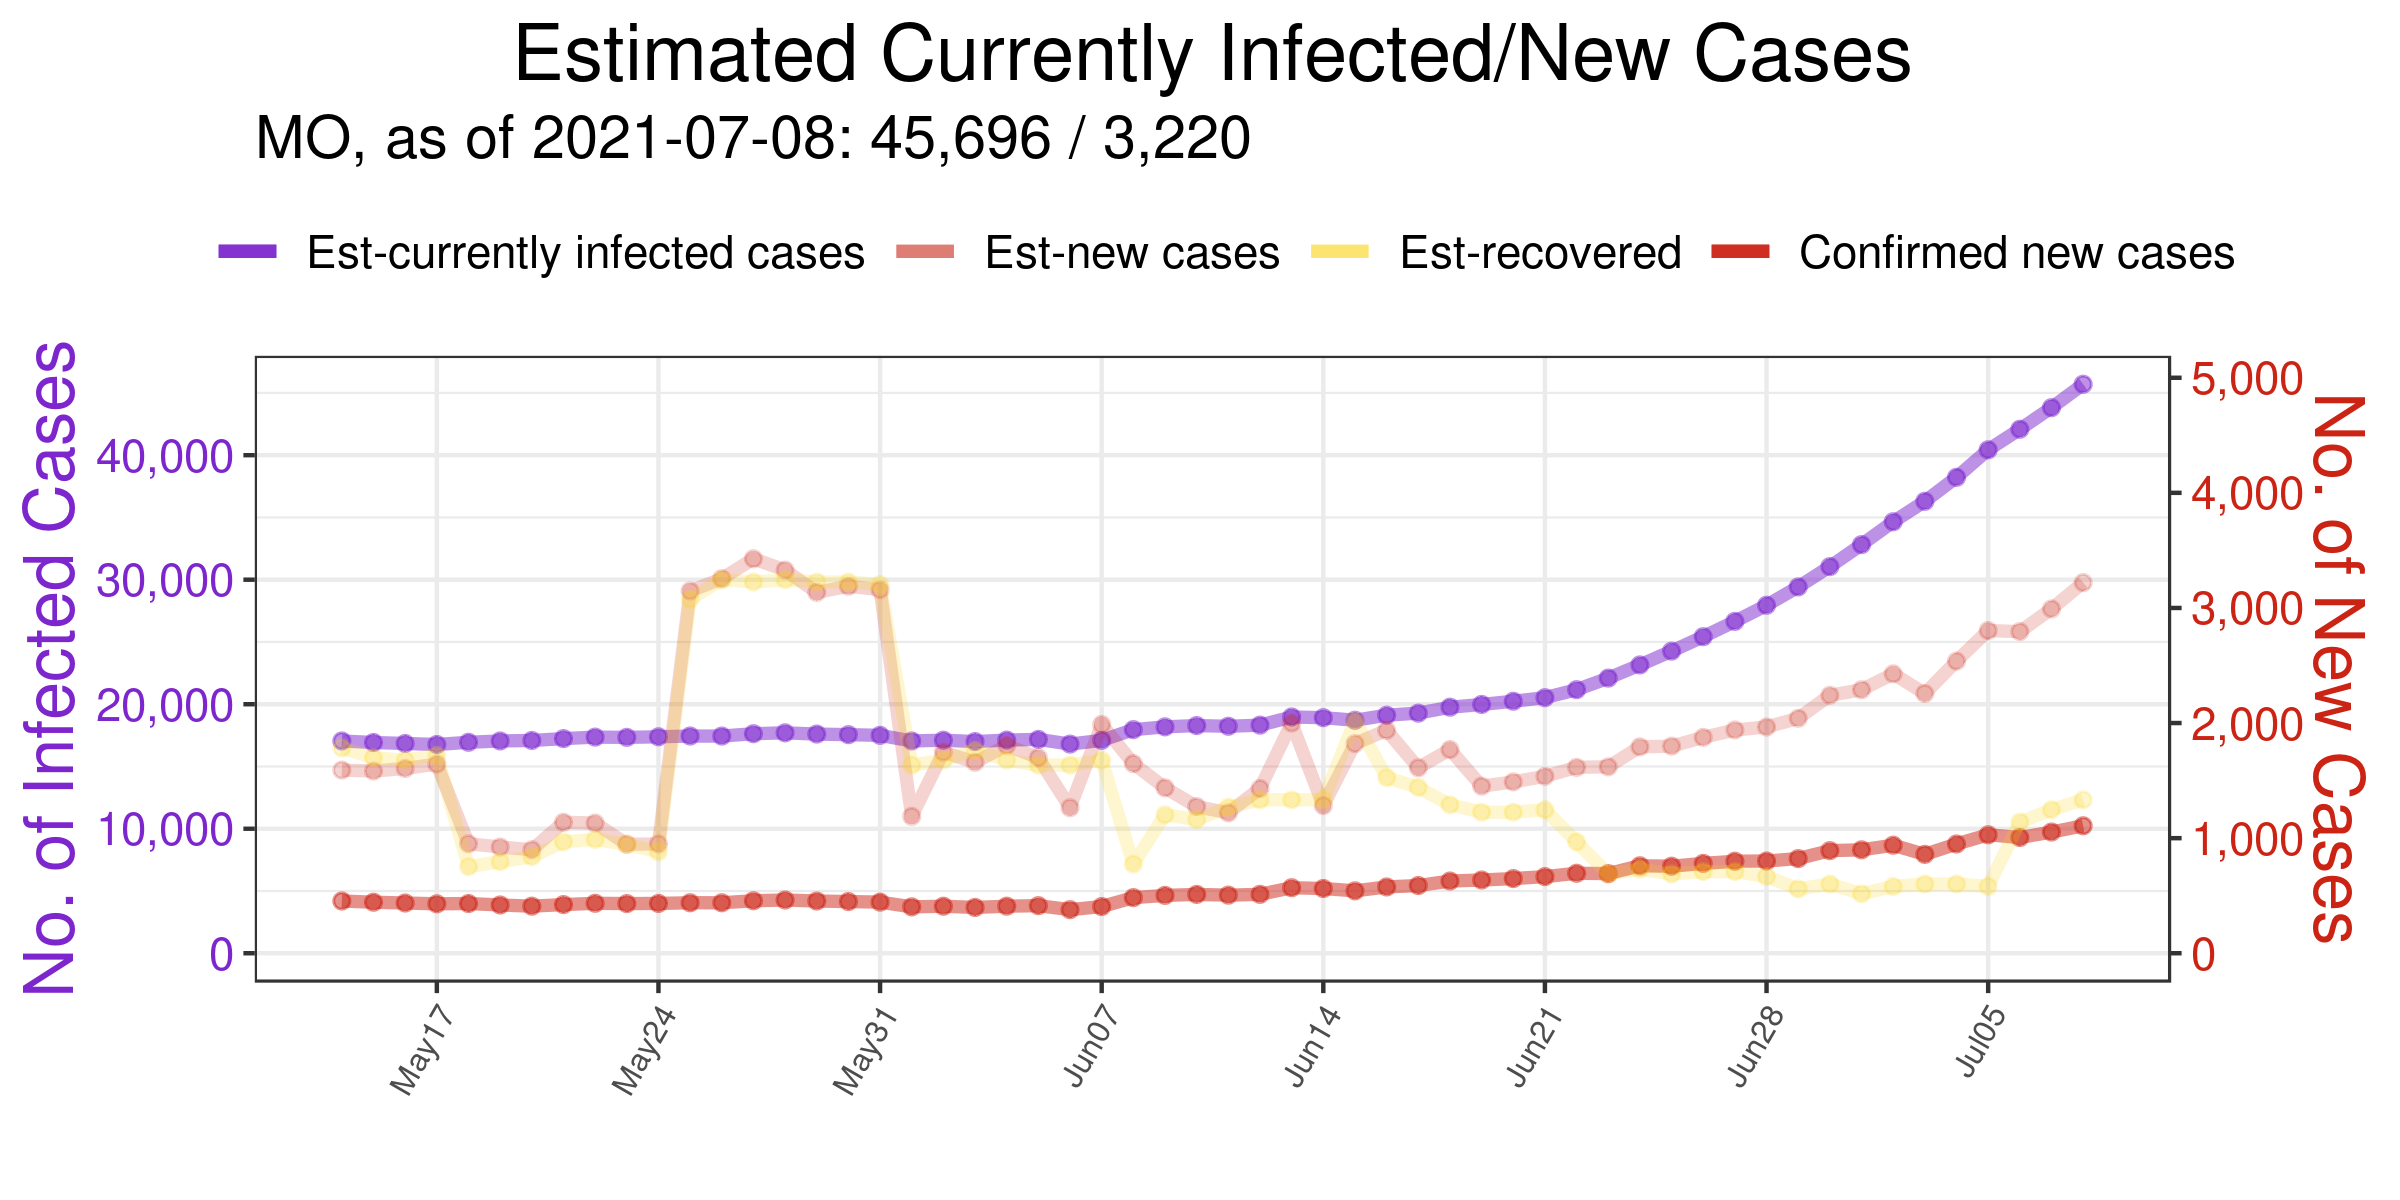 Estimated Currently Infected/New Cases
MO, as of 2021-07-08: 45,696 / 3,220
Est-currently infected cases Est-new cases Est-recovered Confirmed new cases
No. of Infected Cases
40,000
30,000
20,000
10,000
0
5,000
4,000
3,000
2,000
1,000
0
No. of New Cases
May17 May24 May31 Jun07 Jun14 Jun21 Jun28 Jul05